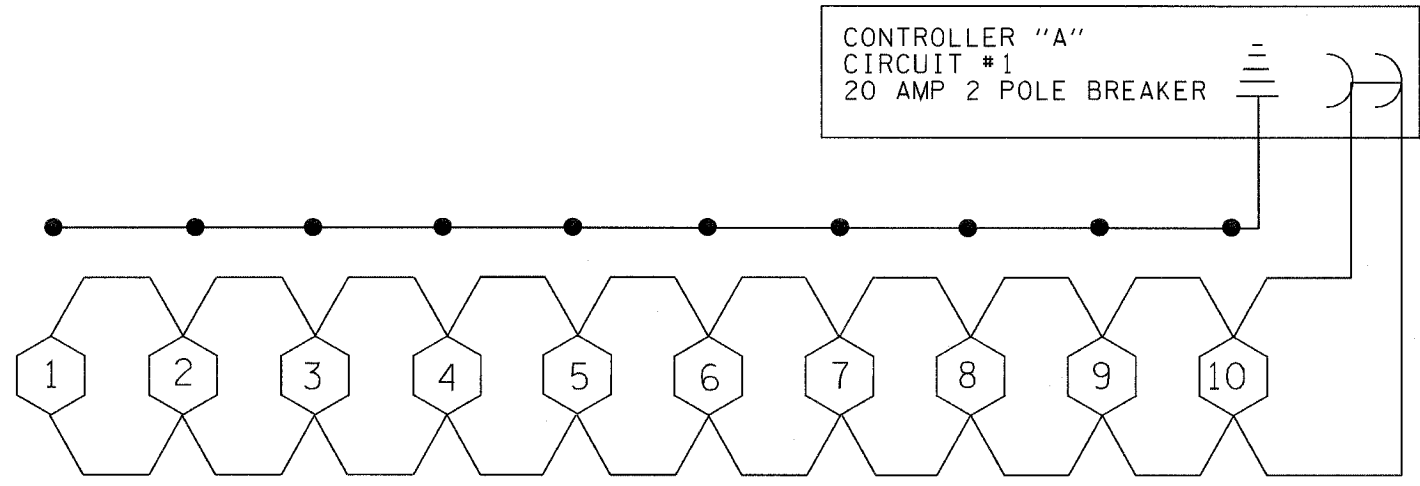 CONTROLLER "A"
CIRCUIT #1
20 AMP 2 POLE BREAKER
1 2 3 4 5 6 7 8 9 10